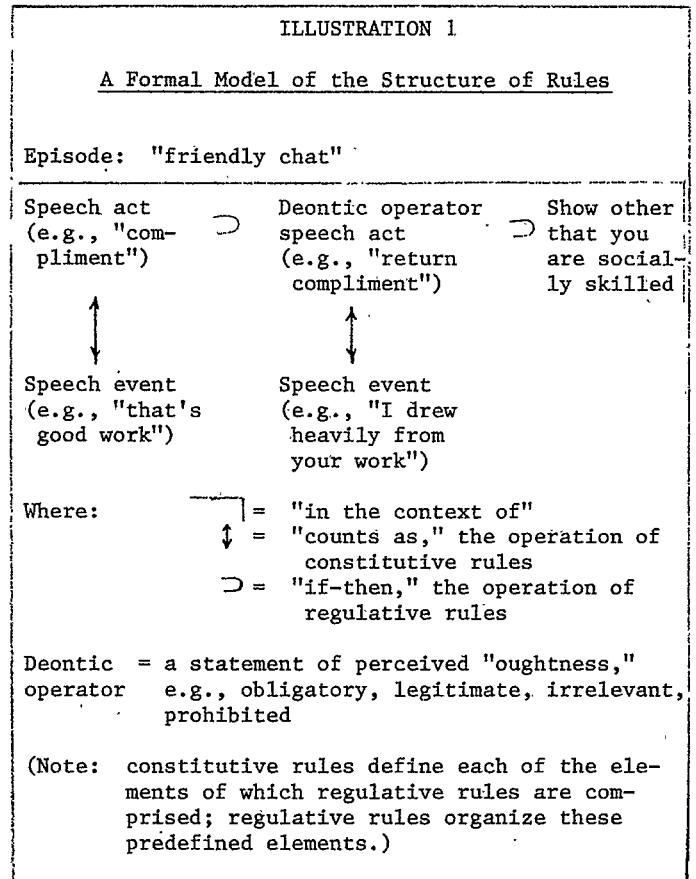 ILLUSTRATION 1
A Formal Model of the Structure of Rules
Episode: "friendly chat"
Speech act ⊃ Deontic operator ⊃ Show other
(e.g., "com- speech act that you
pliment") (e.g., "return are social-
compliment") ly skilled
↕ ↕
Speech event Speech event
(e.g., "that's (e.g., "I drew
good work") heavily from
your work")
Where: ‾| = "in the context of"
↕ = "counts as," the operation of
constitutive rules
⊃ = "if-then," the operation of
regulative rules
Deontic = a statement of perceived "oughtness,"
operator e.g., obligatory, legitimate, irrelevant,
prohibited
(Note: constitutive rules define each of the ele-
ments of which regulative rules are com-
prised; regulative rules organize these
predefined elements.)